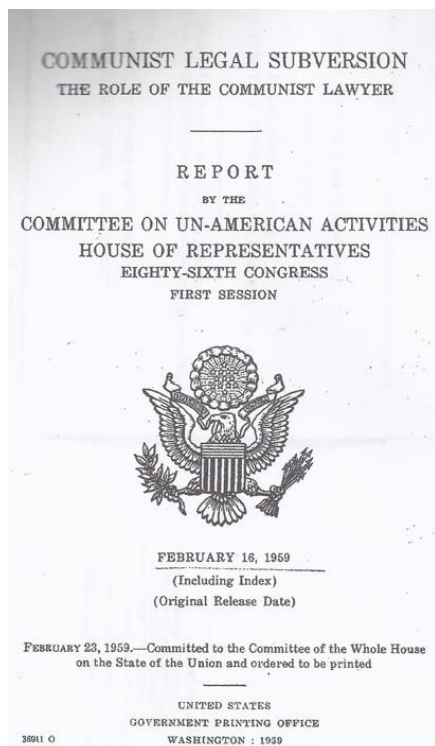 COMMUNIST LEGAL SUBVERSION
THE ROLE OF THE COMMUNIST LAWYER
REPORT
BY THE
COMMITTEE ON UN-AMERICAN ACTIVITIES
HOUSE OF REPRESENTATIVES
EIGHTY-SIXTH CONGRESS
FIRST SESSION
FEBRUARY 16, 1959
(Including Index)
(Original Release Date)
FEBRUARY 23, 1959.—Committed to the Committee of the Whole House
on the State of the Union and ordered to be printed
UNITED STATES
GOVERNMENT PRINTING OFFICE
36911 O WASHINGTON : 1959